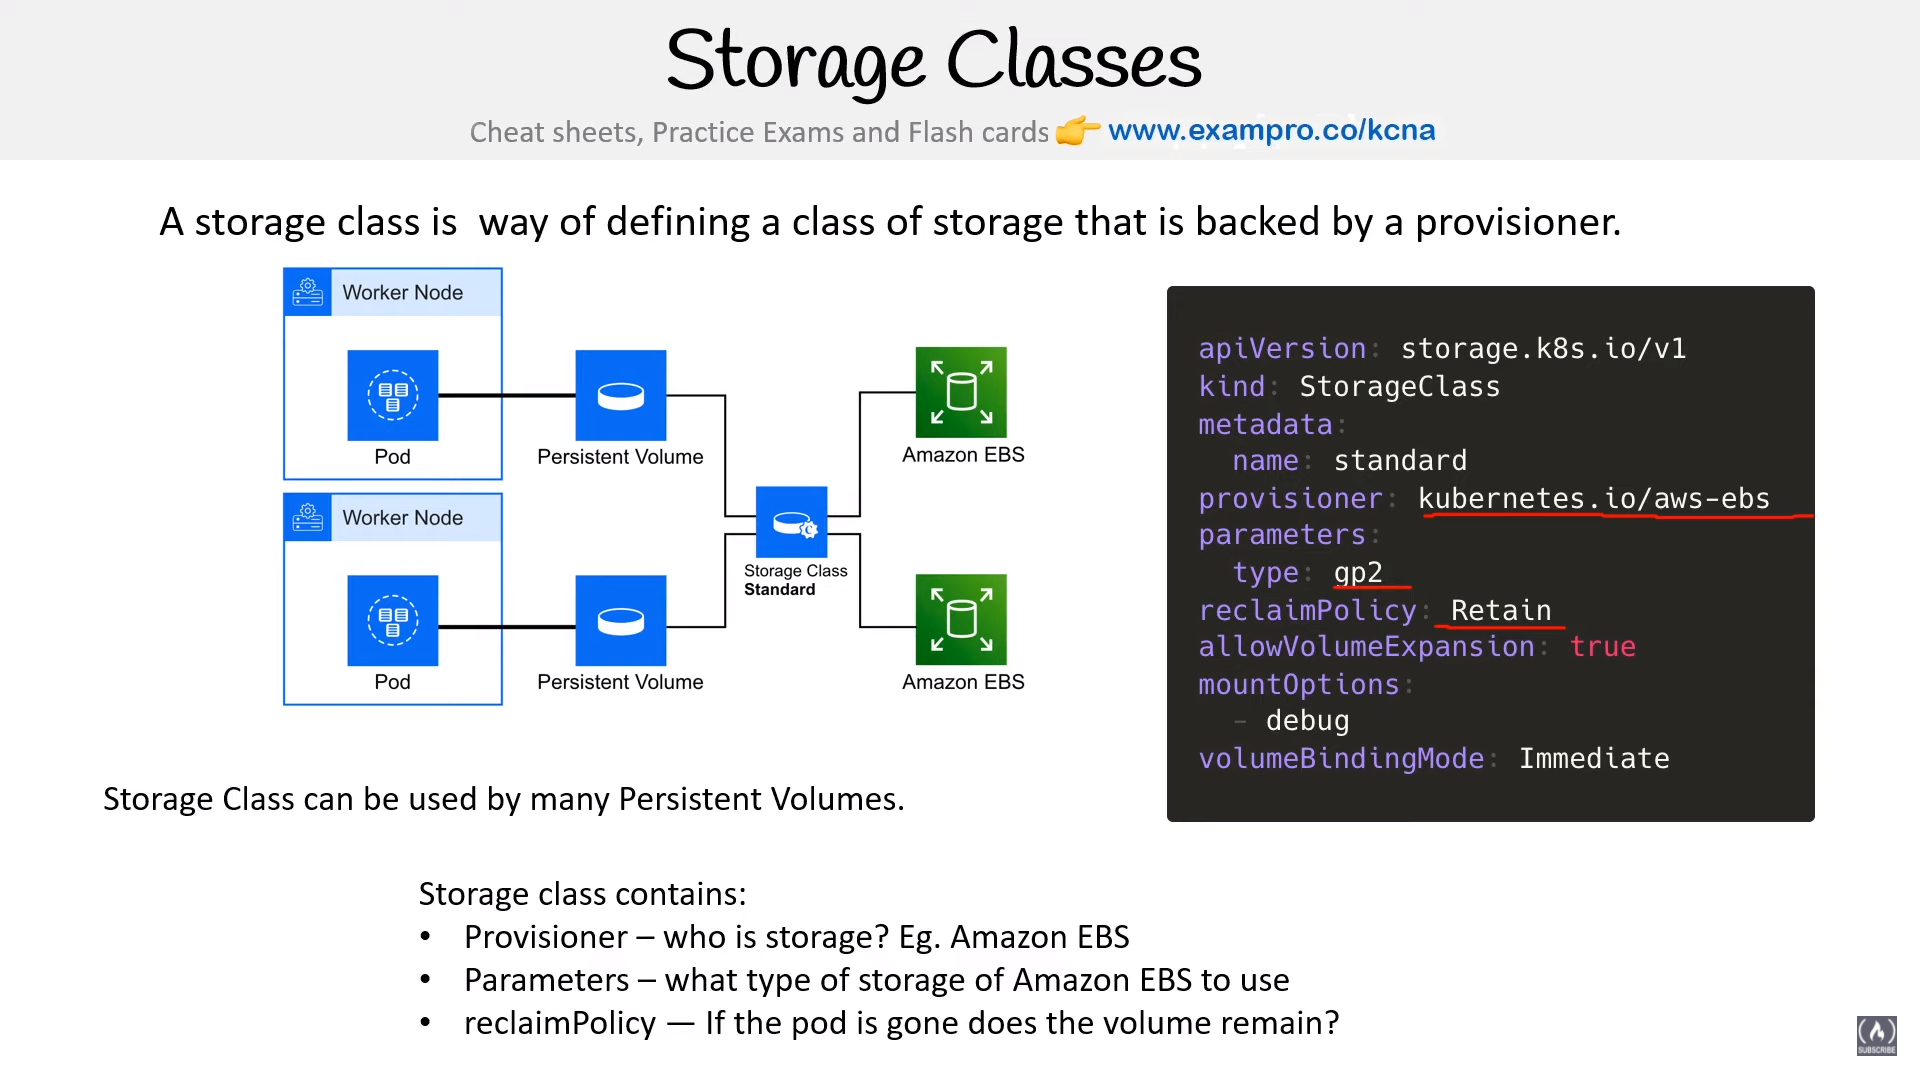 Storage Classes
Cheat sheets, Practice Exams and Flash cards 👉 www.exampro.co/kcna
A storage class is  way of defining a class of storage that is backed by a provisioner.
Worker Node
Pod
Persistent Volume
Amazon EBS
Worker Node
Storage Class
Standard
Pod
Persistent Volume
Amazon EBS
apiVersion: storage.k8s.io/v1
kind: StorageClass
metadata:
  name: standard
provisioner: kubernetes.io/aws-ebs
parameters:
  type: gp2
reclaimPolicy: Retain
allowVolumeExpansion: true
mountOptions:
  - debug
volumeBindingMode: Immediate
Storage Class can be used by many Persistent Volumes.
Storage class contains:
• Provisioner – who is storage? Eg. Amazon EBS
• Parameters – what type of storage of Amazon EBS to use
• reclaimPolicy — If the pod is gone does the volume remain?
SUBSCRIBE